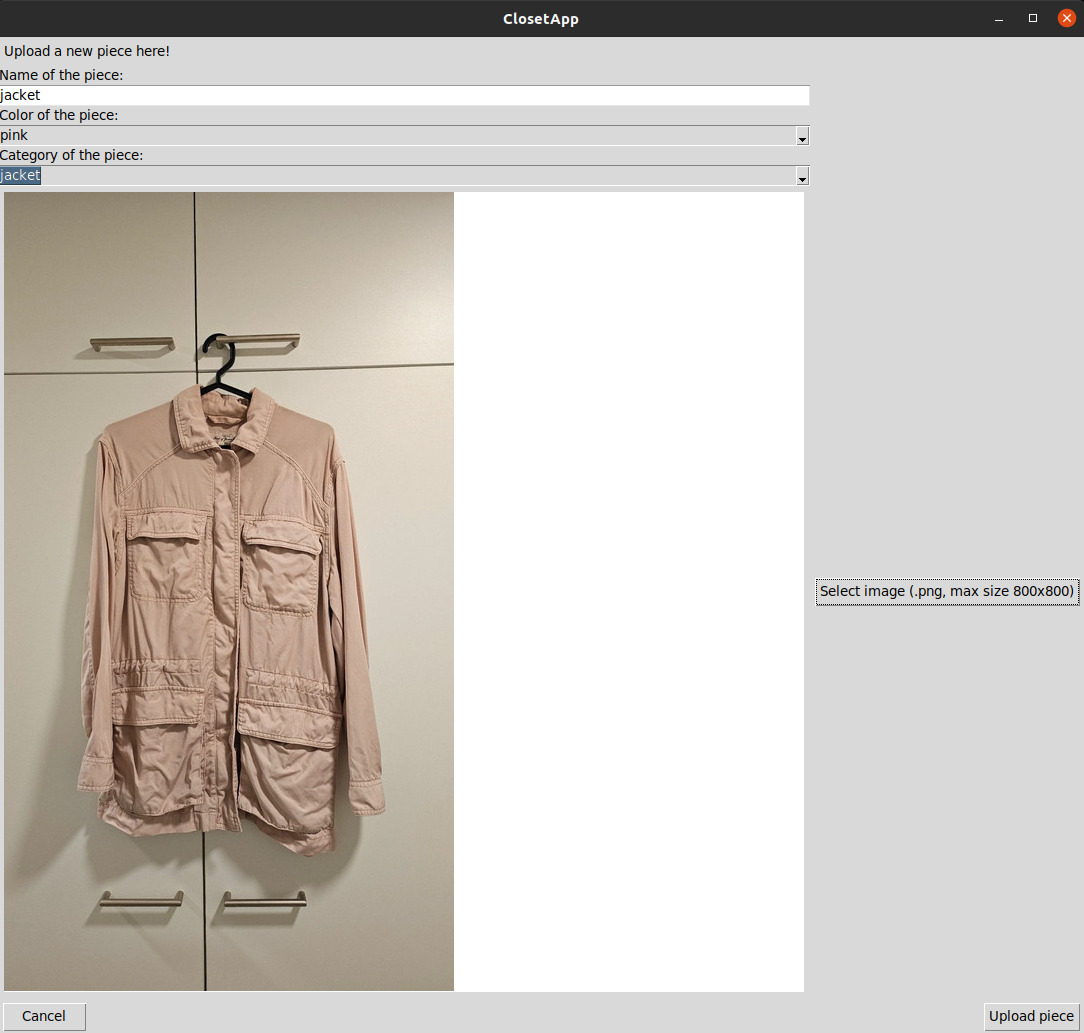 ClosetApp
Upload a new piece here!
Name of the piece:
jacket
Color of the piece:
pink
Category of the piece:
jacket
Select image (.png, max size 800x800)
Cancel
Upload piece